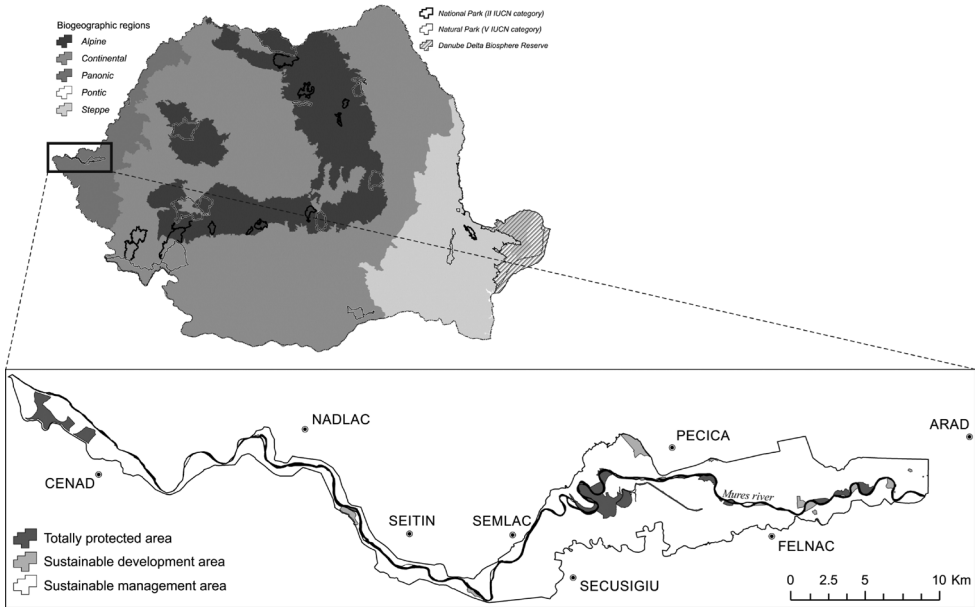 Biogeographic regions
Alpine
Continental
Panonic
Pontic
Steppe
National Park (II IUCN category)
Natural Park (V IUCN category)
Danube Delta Biosphere Reserve
NADLAC
PECICA
ARAD
CENAD
Mures river
SEITIN
SEMLAC
FELNAC
SECUSIGIU
Totally protected area
Sustainable development area
Sustainable management area
0 2.5 5 10 Km